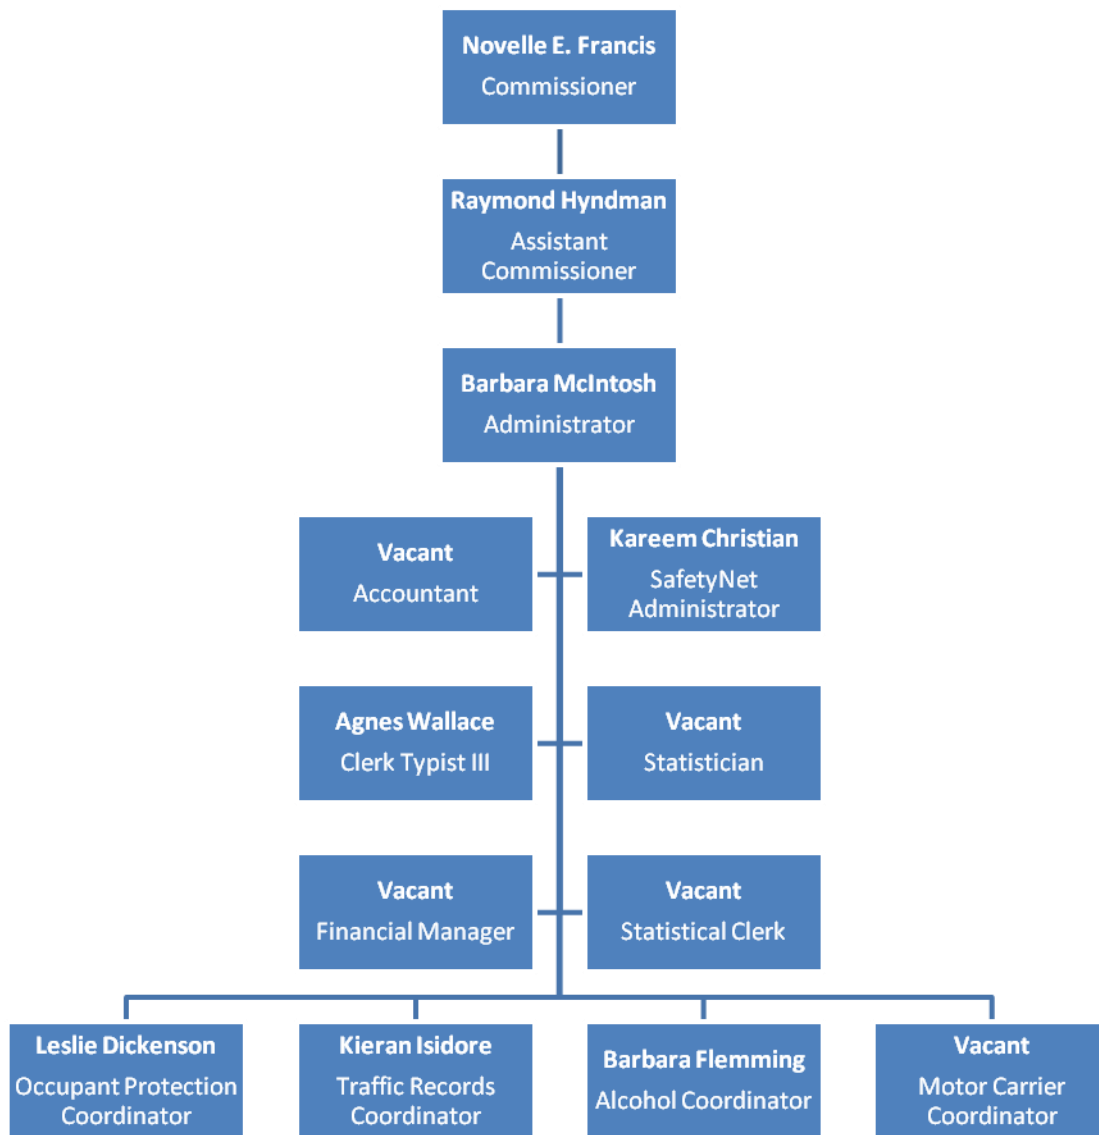 Novelle E. Francis
Commissioner
Raymond Hyndman
Assistant
Commissioner
Barbara McIntosh
Administrator
Vacant
Accountant
Kareem Christian
SafetyNet
Administrator
Agnes Wallace
Clerk Typist III
Vacant
Statistician
Vacant
Financial Manager
Vacant
Statistical Clerk
Leslie Dickenson
Occupant Protection
Coordinator
Kieran Isidore
Traffic Records
Coordinator
Barbara Flemming
Alcohol Coordinator
Vacant
Motor Carrier
Coordinator